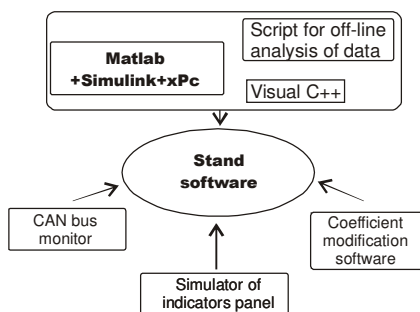 Script for off-line
analysis of data
Matlab
+Simulink+xPc
Visual C++
Stand
software
CAN bus
monitor
Coefficient
modification
software
Simulator of
indicators panel